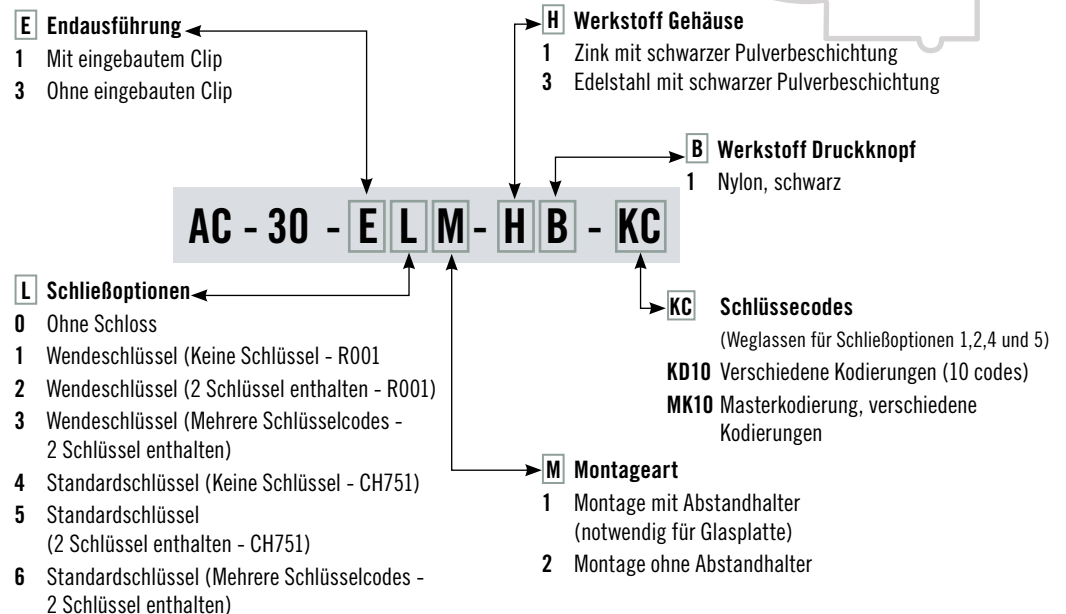 E Endausführung
1 Mit eingebautem Clip
3 Ohne eingebauten Clip
H Werkstoff Gehäuse
1 Zink mit schwarzer Pulverbeschichtung
3 Edelstahl mit schwarzer Pulverbeschichtung
B Werkstoff Druckknopf
1 Nylon, schwarz
AC - 30 - E L M - H B - KC
L Schließoptionen
0 Ohne Schloss
1 Wendeschlüssel (Keine Schlüssel - R001
2 Wendeschlüssel (2 Schlüssel enthalten - R001)
3 Wendeschlüssel (Mehrere Schlüsselcodes -
2 Schlüssel enthalten)
4 Standardschlüssel (Keine Schlüssel - CH751)
5 Standardschlüssel
(2 Schlüssel enthalten - CH751)
6 Standardschlüssel (Mehrere Schlüsselcodes -
2 Schlüssel enthalten)
KC Schlüssecodes
(Weglassen für Schließoptionen 1,2,4 und 5)
KD10 Verschiedene Kodierungen (10 codes)
MK10 Masterkodierung, verschiedene
Kodierungen
M Montageart
1 Montage mit Abstandhalter
(notwendig für Glasplatte)
2 Montage ohne Abstandhalter